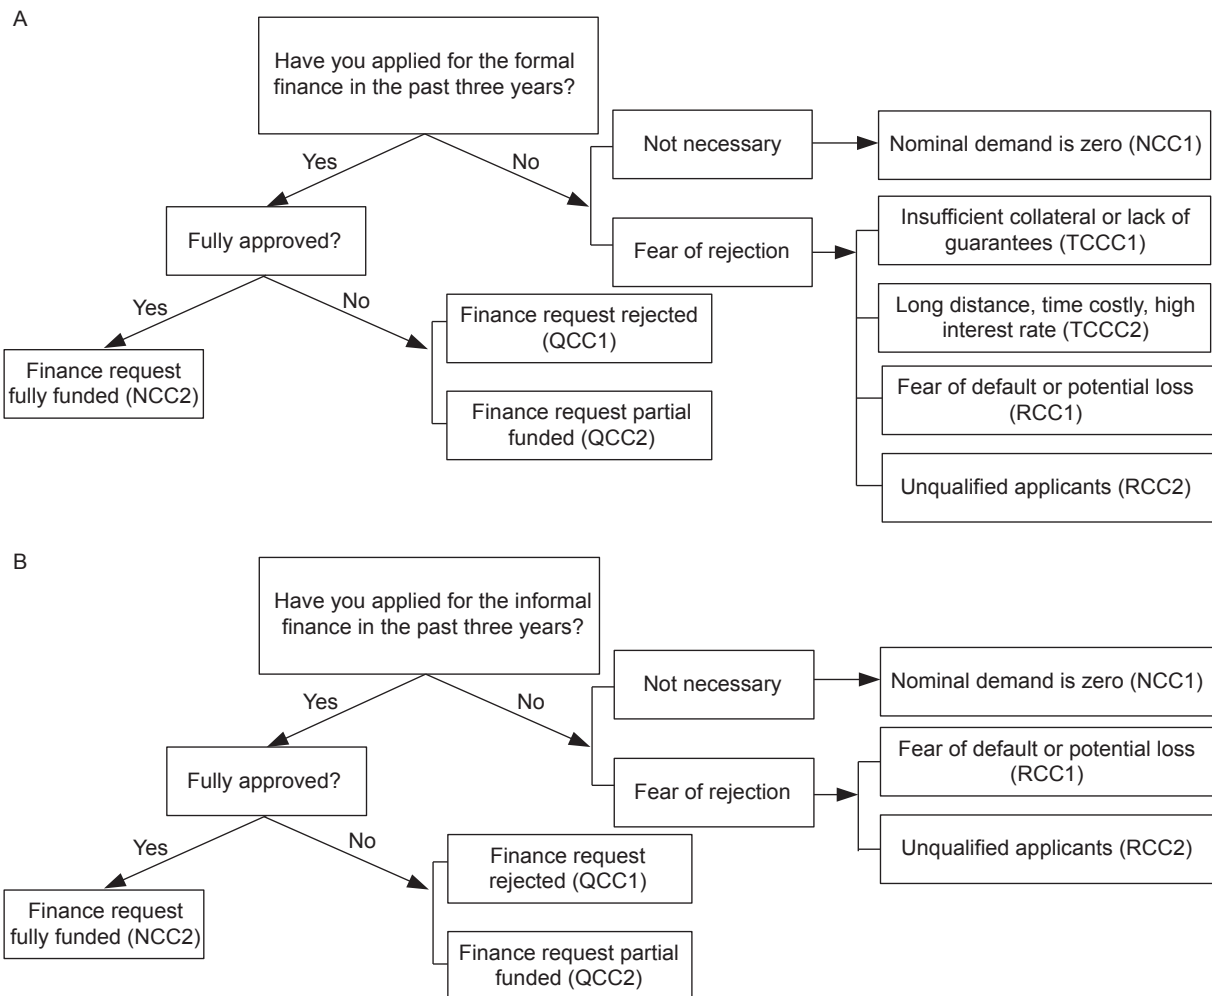 A
Have you applied for the formal
finance in the past three years?
Yes
No
Not necessary
Nominal demand is zero (NCC1)
Fully approved?
Fear of rejection
Insufficient collateral or lack of
guarantees (TCCC1)
Long distance, time costly, high
interest rate (TCCC2)
Fear of default or potential loss
(RCC1)
Unqualified applicants (RCC2)
Yes
No
Finance request
fully funded (NCC2)
Finance request rejected
(QCC1)
Finance request partial
funded (QCC2)
B
Have you applied for the informal
finance in the past three years?
Yes
No
Not necessary
Nominal demand is zero (NCC1)
Fully approved?
Fear of rejection
Fear of default or potential loss
(RCC1)
Unqualified applicants (RCC2)
Yes
No
Finance request
fully funded (NCC2)
Finance request
rejected (QCC1)
Finance request partial
funded (QCC2)